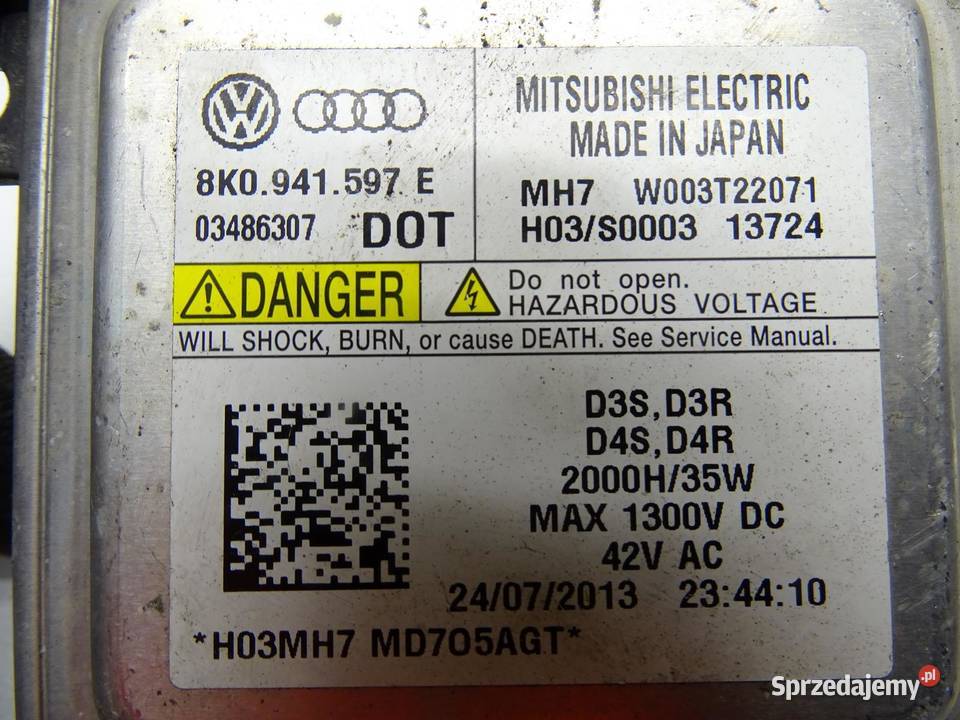 8K0.941.597 E
03486307 DOT
MITSUBISHI ELECTRIC
MADE IN JAPAN
MH7 W003T22071
H03/S0003 13724
DANGER
Do not open.
HAZARDOUS VOLTAGE
WILL SHOCK, BURN, or cause DEATH. See Service Manual.
D3S,D3R
D4S,D4R
2000H/35W
MAX 1300V DC
42V AC
24/07/2013 23:44:10
*H03MH7 MD705AGT*
Sprzedajemy.pl